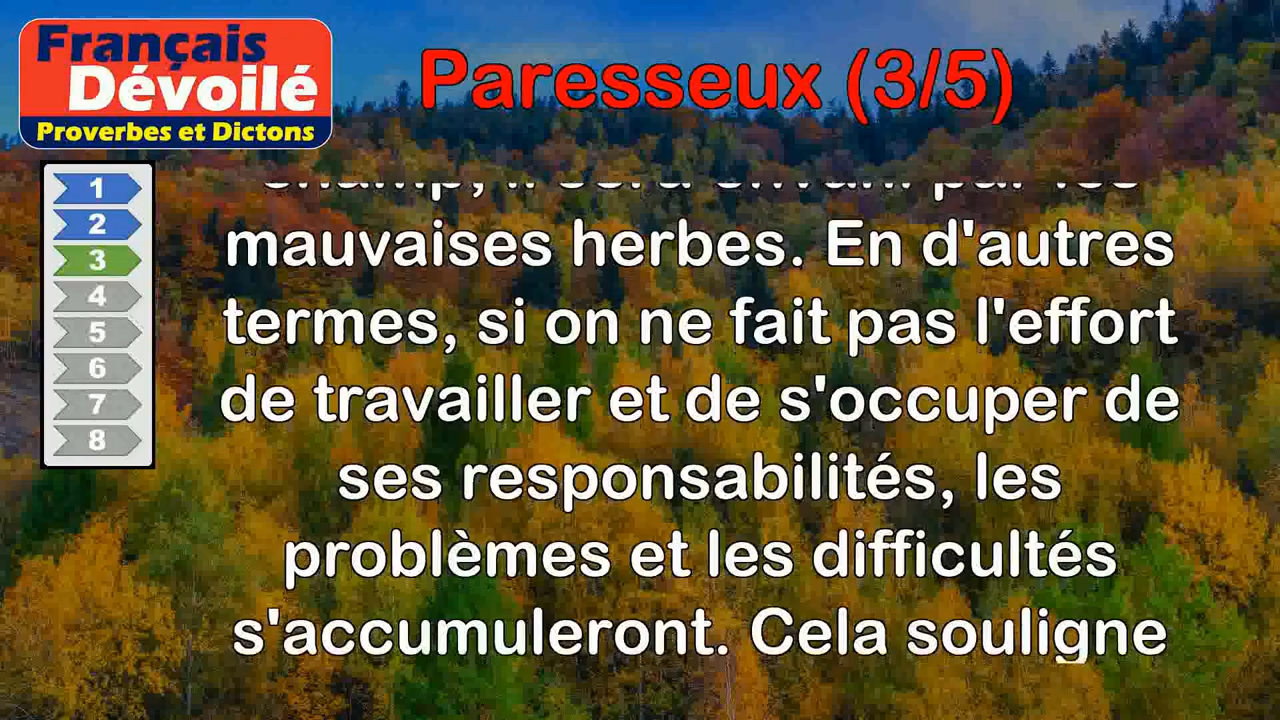 Français
Dévoilé
Proverbes et Dictons
Paresseux (3/5)
1
2
3
4
5
6
7
8
mauvaises herbes. En d'autres
termes, si on ne fait pas l'effort
de travailler et de s'occuper de
ses responsabilités, les
problèmes et les difficultés
s'accumuleront. Cela souligne